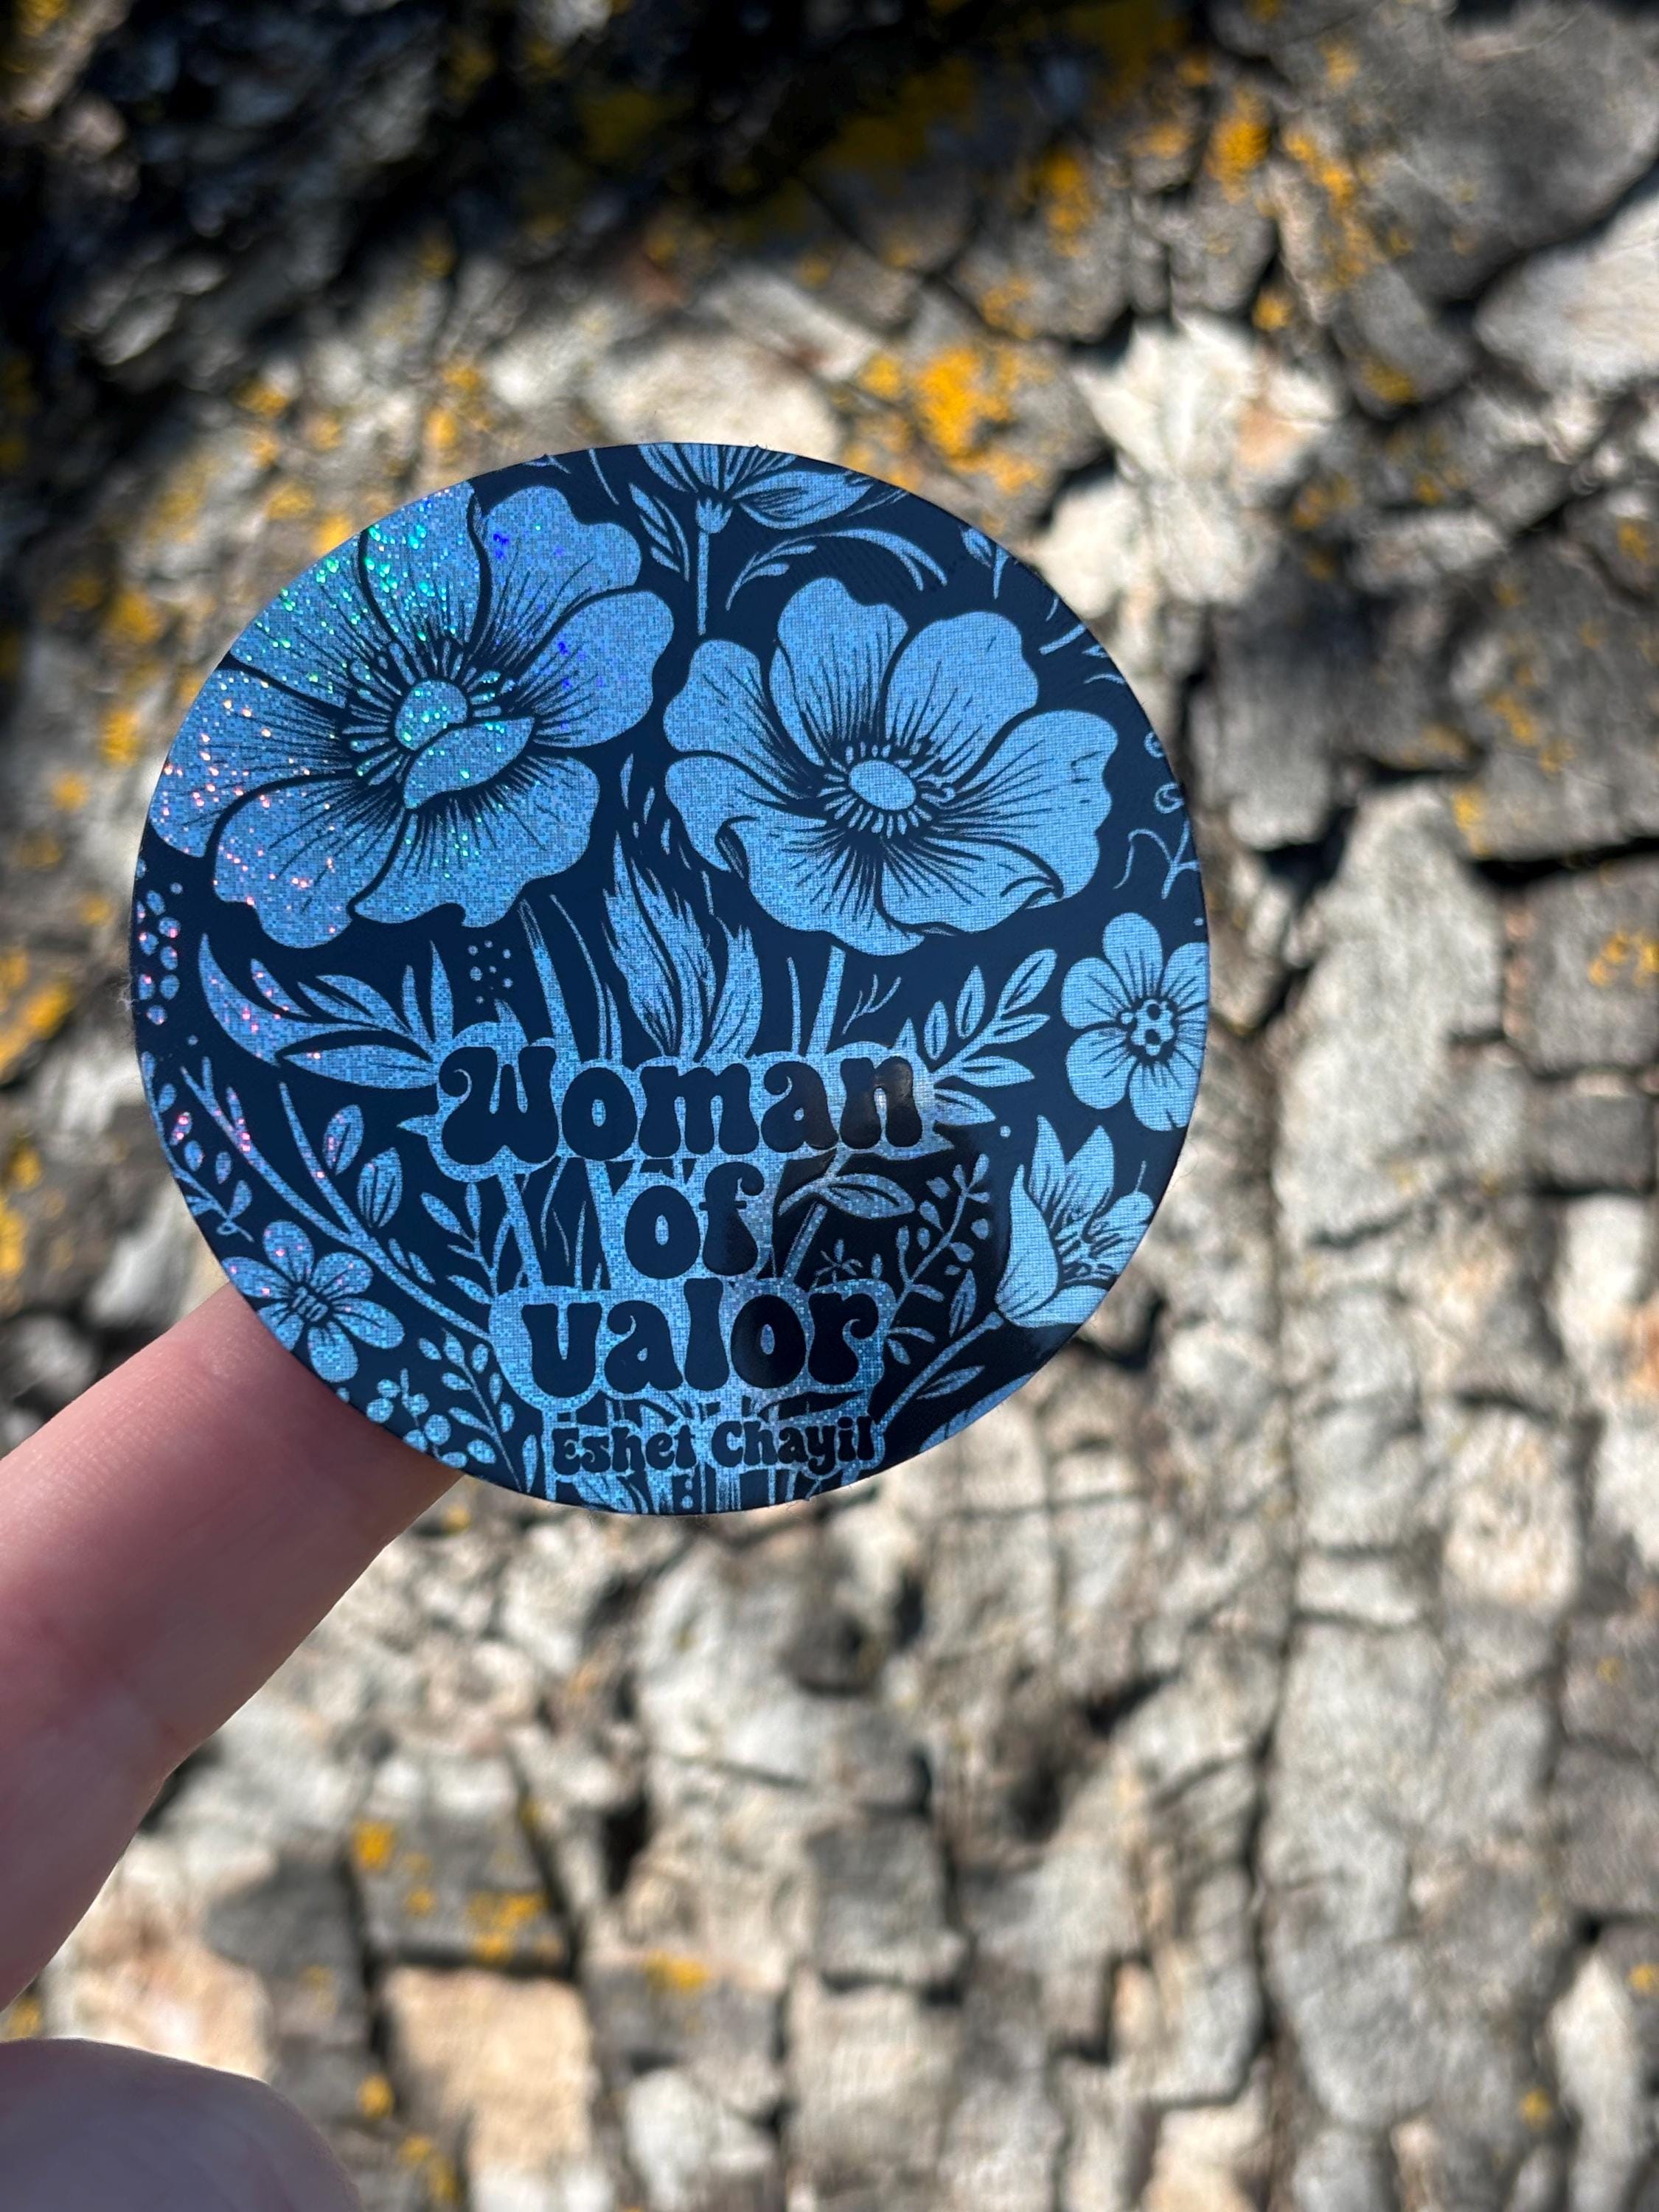 Woman
of
valor
Eshet Chayil